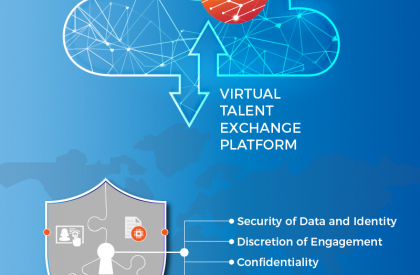 VIRTUAL
TALENT
EXCHANGE
PLATFORM
Security of Data and Identity
Discretion of Engagement
Confidentiality